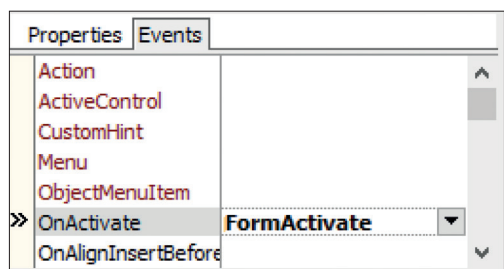 Properties Events
Action
ActiveControl
CustomHint
Menu
ObjectMenuItem
OnActivate FormActivate
OnAlignInsertBefore